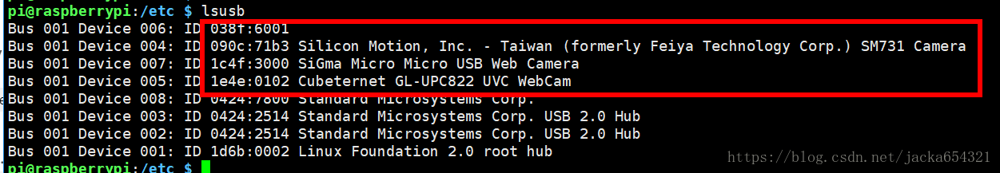 pi@raspberrypi:/etc $ lsusb
Bus 001 Device 006: ID 038f:6001
Bus 001 Device 004: ID 090c:71b3 Silicon Motion, Inc. - Taiwan (formerly Feiya Technology Corp.) SM731 Camera
Bus 001 Device 007: ID 1c4f:3000 SiGma Micro Micro USB Web Camera
Bus 001 Device 005: ID 1e4e:0102 Cubeternet GL-UPC822 UVC WebCam
Bus 001 Device 008: ID 0424:7800 Standard Microsystems Corp.
Bus 001 Device 003: ID 0424:2514 Standard Microsystems Corp. USB 2.0 Hub
Bus 001 Device 002: ID 0424:2514 Standard Microsystems Corp. USB 2.0 Hub
Bus 001 Device 001: ID 1d6b:0002 Linux Foundation 2.0 root hub
https://blog.csdn.net/jacka654321
pi@raspberrypi:/etc $